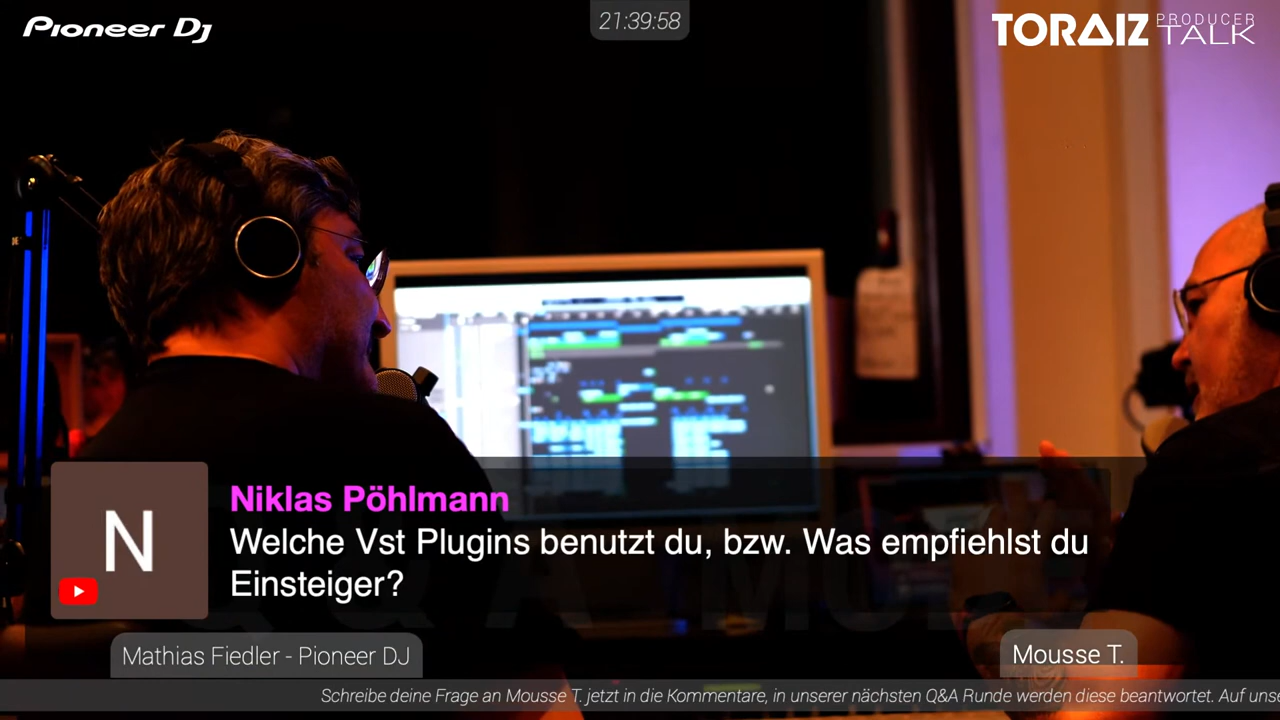 Pioneer Dj
21:39:58
TORAIZ PRODUCER TALK
N
Niklas Pöhlmann
Welche Vst Plugins benutzt du, bzw. Was empfiehlst du
Einsteiger?
Mathias Fiedler - Pioneer DJ
Mousse T.
Schreibe deine Frage an Mousse T. jetzt in die Kommentare, in unserer nächsten Q&A Runde werden diese beantwortet. Auf uns